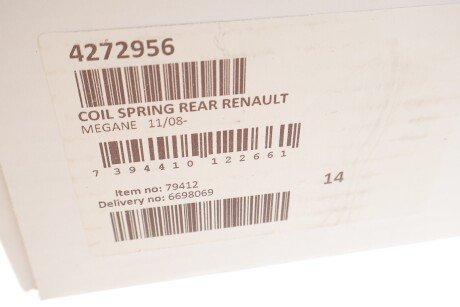 4272956
COIL SPRING REAR RENAULT
MEGANE 11/08-
7 394410 122661
Item no: 79412
Delivery no: 6698069
14